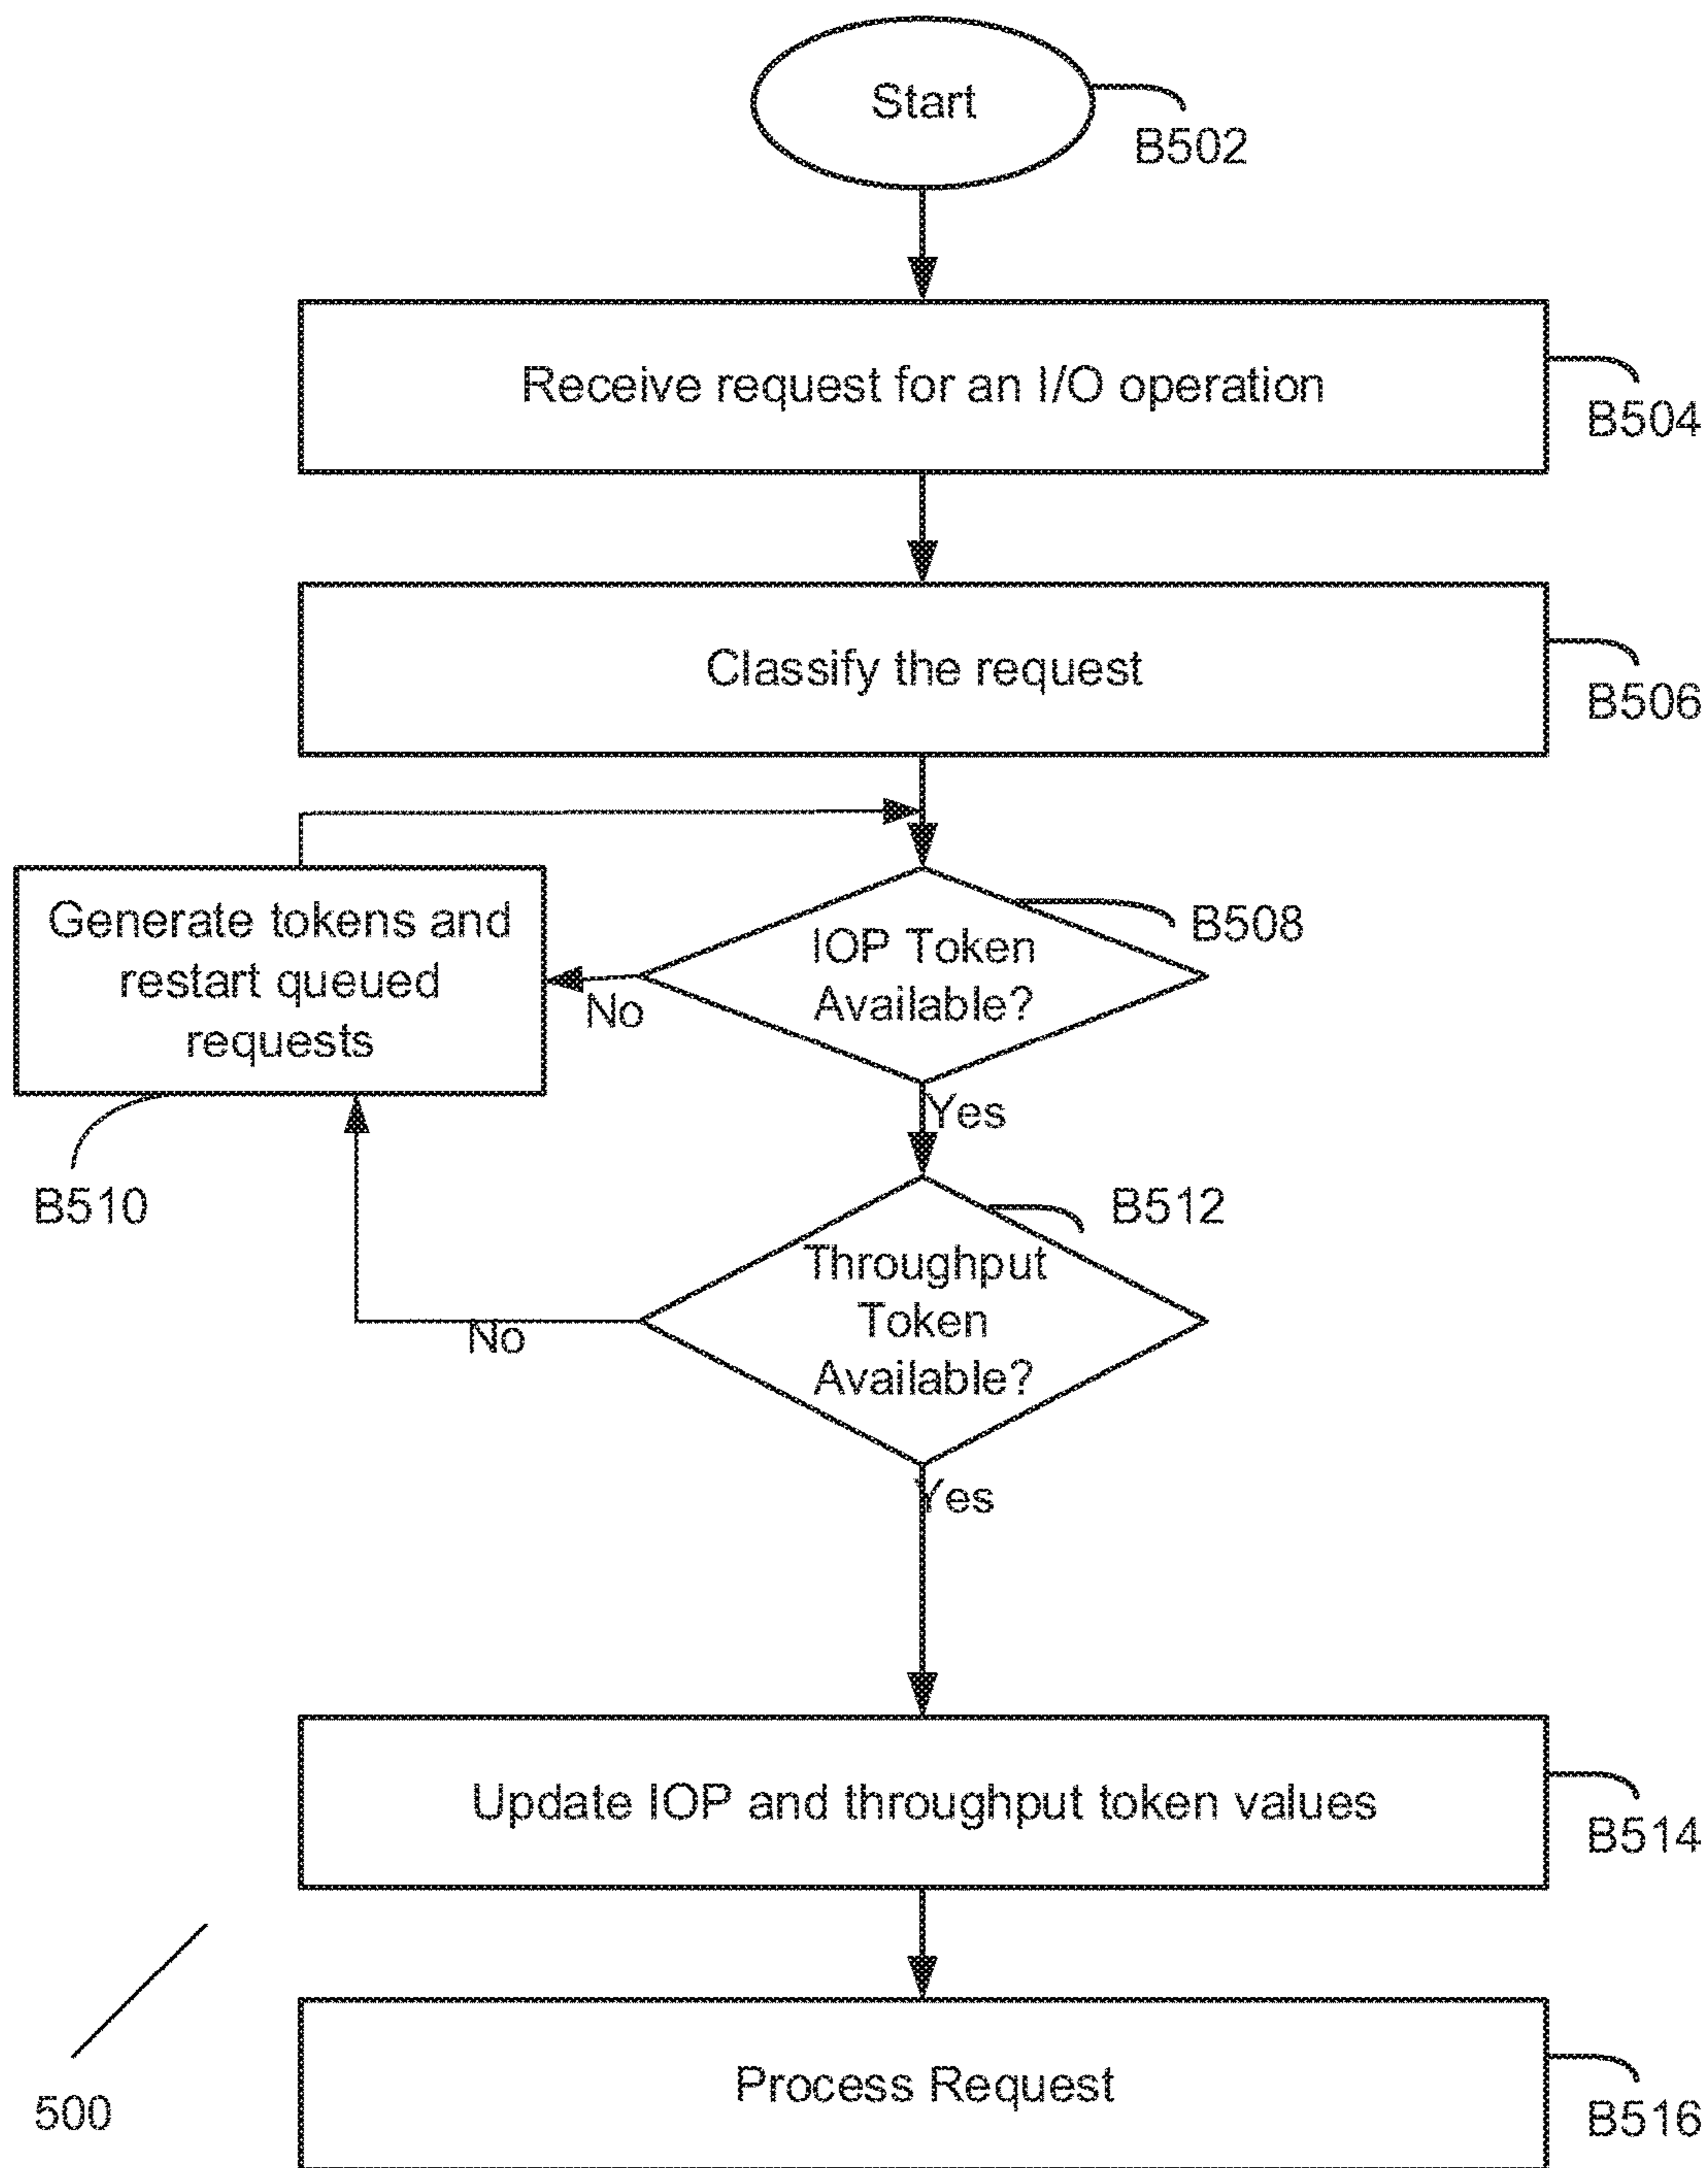 Start
B502
Receive request for an I/O operation
B504
Classify the request
B506
Generate tokens and
restart queued
requests
B510
IOP Token
Available?
B508
No
Yes
Throughput
Token
Available?
B512
No
Yes
Update IOP and throughput token values
B514
Process Request
B516
500